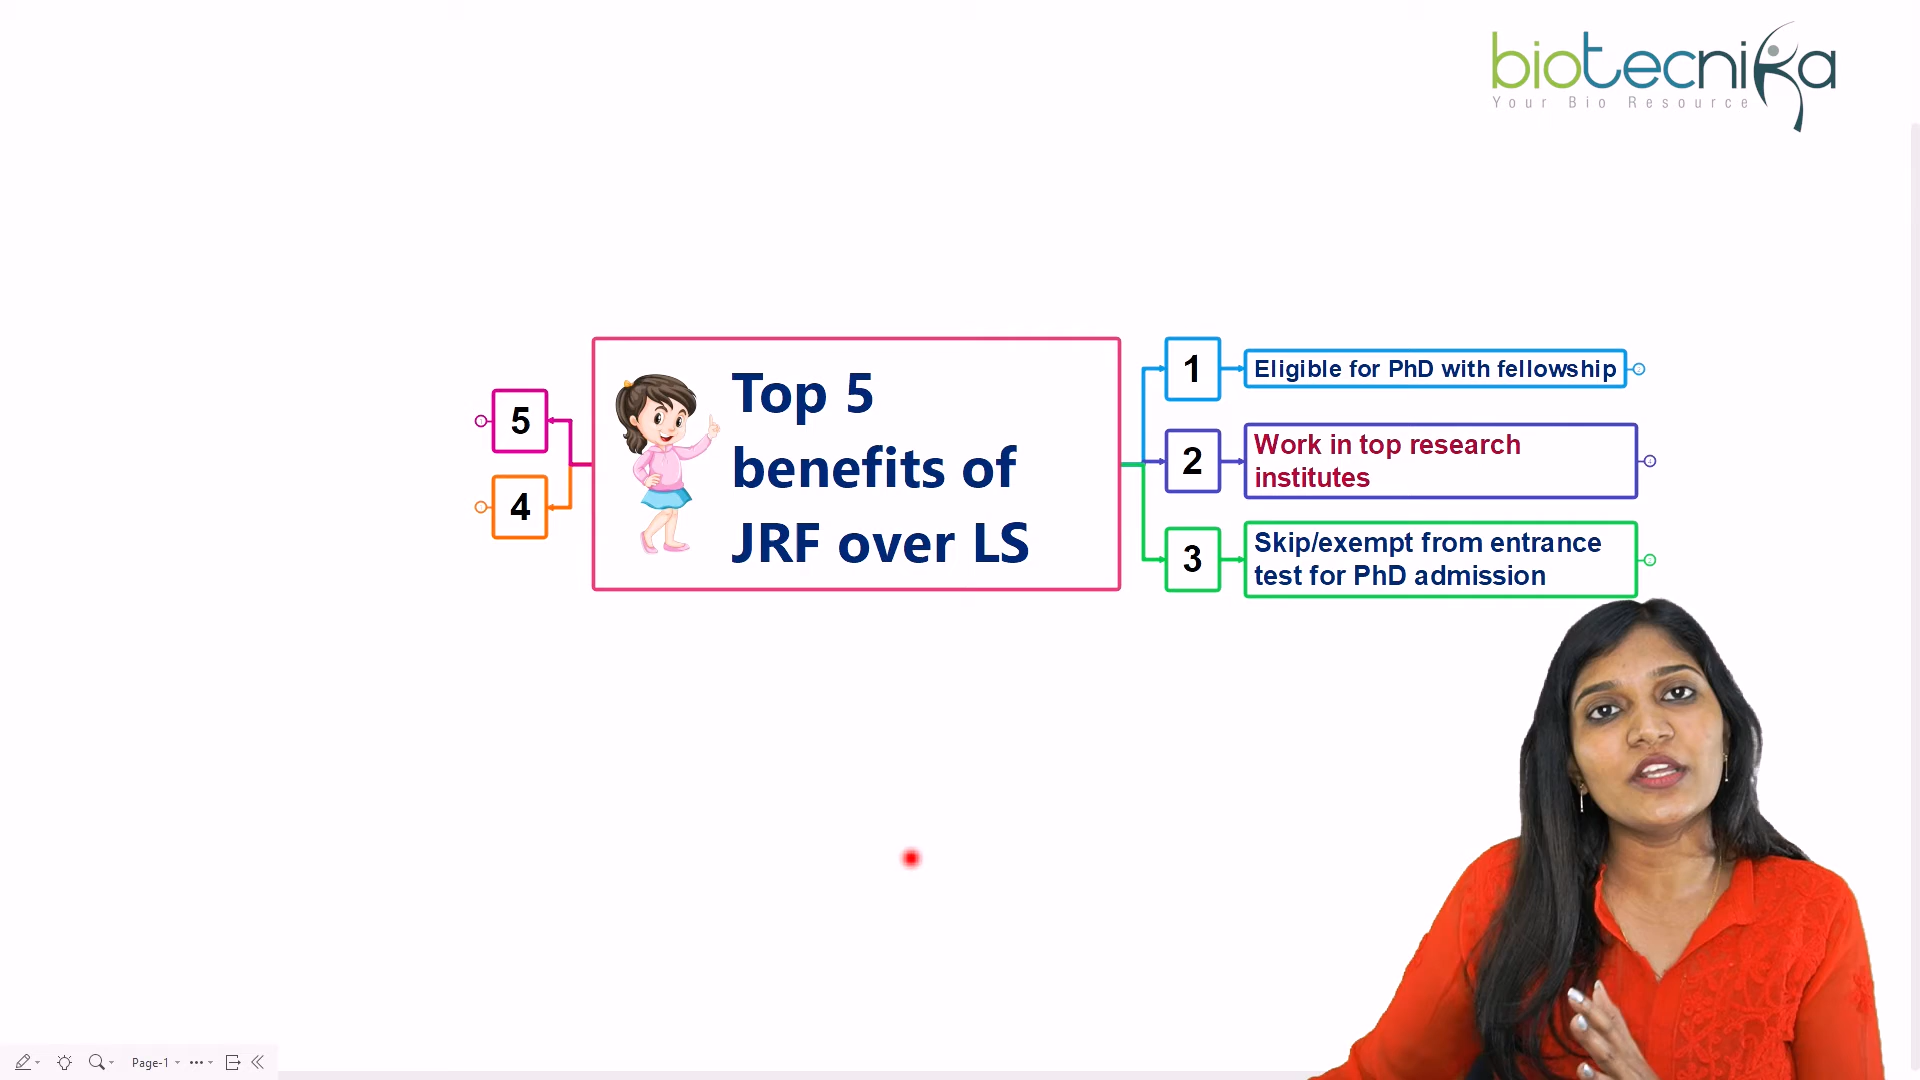 biotecnika
Your Bio Resource
Top 5
benefits of
JRF over LS
1
Eligible for PhD with fellowship
2
Work in top research
institutes
3
Skip/exempt from entrance
test for PhD admission
5
4
Page-1